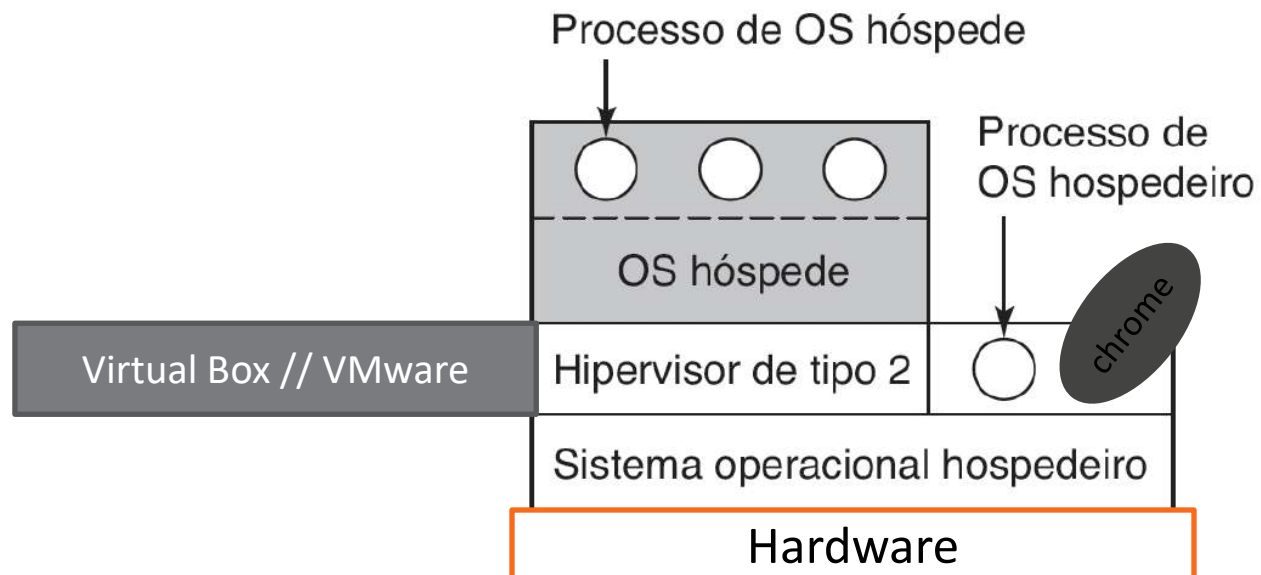 Processo de OS hóspede
Processo de
OS hospedeiro
OS hóspede
chrome
Virtual Box // VMware
Hipervisor de tipo 2
Sistema operacional hospedeiro
Hardware